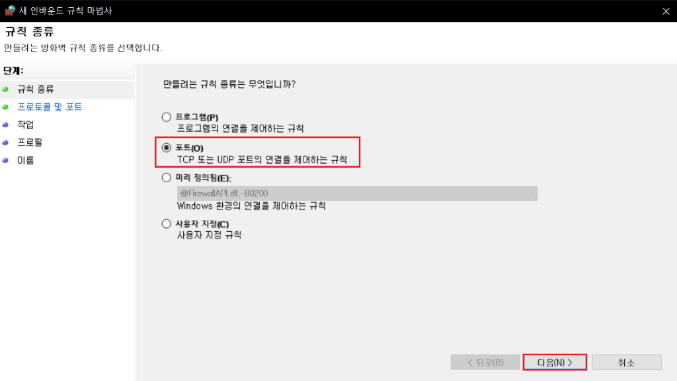 새 인바운드 규칙 마법사
규칙 종류
만들려는 방화벽 규칙 종류를 선택합니다.
단계:
규칙 종류
프로토콜 및 포트
작업
프로필
이름
만들려는 규칙 종류는 무엇입니까?
프로그램(P)
프로그램의 연결을 제어하는 규칙
포트(O)
TCP 또는 UDP 포트의 연결을 제어하는 규칙
미리 정의됨(E):
@FirewallAPI.dll,-80200
Windows 환경의 연결을 제어하는 규칙
사용자 지정(C)
사용자 지정 규칙
< 뒤로(B)
다음(N) >
취소